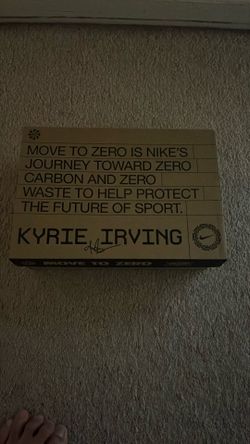 MOVE TO ZERO IS NIKE'S
JOURNEY TOWARD ZERO
CARBON AND ZERO
WASTE TO HELP PROTECT
THE FUTURE OF SPORT.
KYRIE IRVING
MOVE TO ZERO